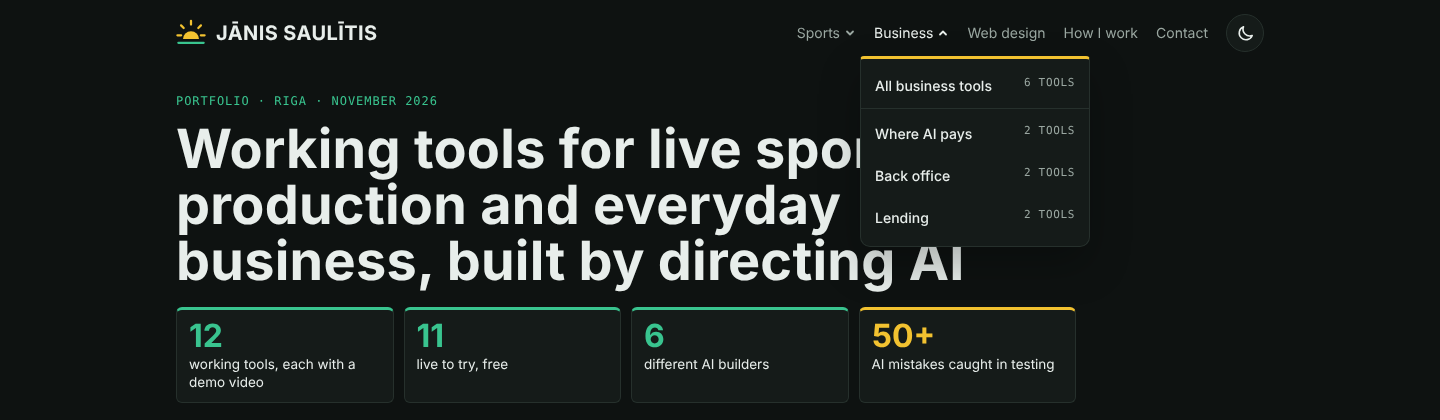 JĀNIS SAULĪTIS
Sports
Business
Web design
How I work
Contact
All business tools 6 TOOLS
Where AI pays 2 TOOLS
Back office 2 TOOLS
Lending 2 TOOLS
PORTFOLIO · RIGA · NOVEMBER 2026
Working tools for live
production and everyday
business, built by directing AI
12
working tools, each with a
demo video
11
live to try, free
6
different AI builders
50+
AI mistakes caught in testing